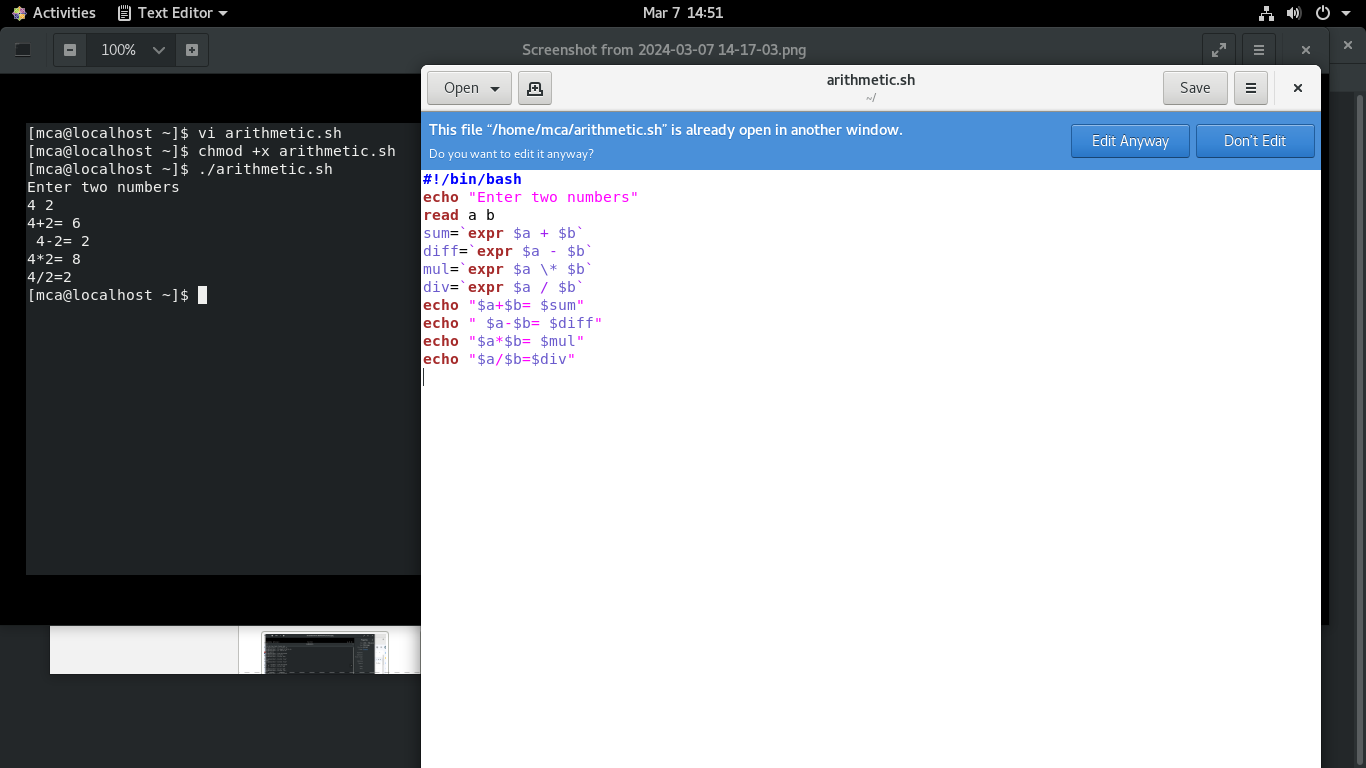 Activities Text Editor Mar 7 14:51
100% Screenshot from 2024-03-07 14-17-03.png
[mca@localhost ~]$ vi arithmetic.sh
[mca@localhost ~]$ chmod +x arithmetic.sh
[mca@localhost ~]$ ./arithmetic.sh
Enter two numbers
4 2
4+2= 6
 4-2= 2
4*2= 8
4/2=2
[mca@localhost ~]$
Open arithmetic.sh Save
~/
This file “/home/mca/arithmetic.sh” is already open in another window.
Do you want to edit it anyway?
Edit Anyway Don't Edit
#!/bin/bash
echo "Enter two numbers"
read a b
sum=`expr $a + $b`
diff=`expr $a - $b`
mul=`expr $a \* $b`
div=`expr $a / $b`
echo "$a+$b= $sum"
echo " $a-$b= $diff"
echo "$a*$b= $mul"
echo "$a/$b=$div"